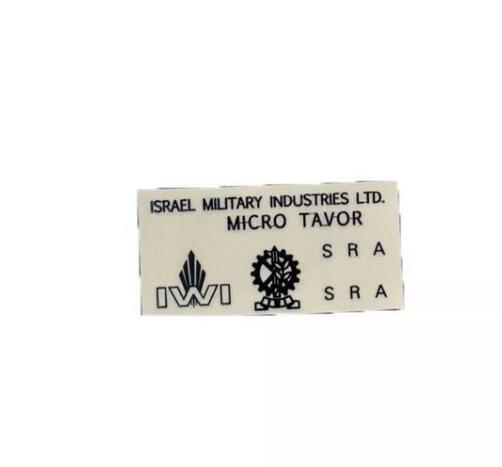 ISRAEL MILITARY INDUSTRIES LTD.
MICRO TAVOR
S R A
IWI
S R A